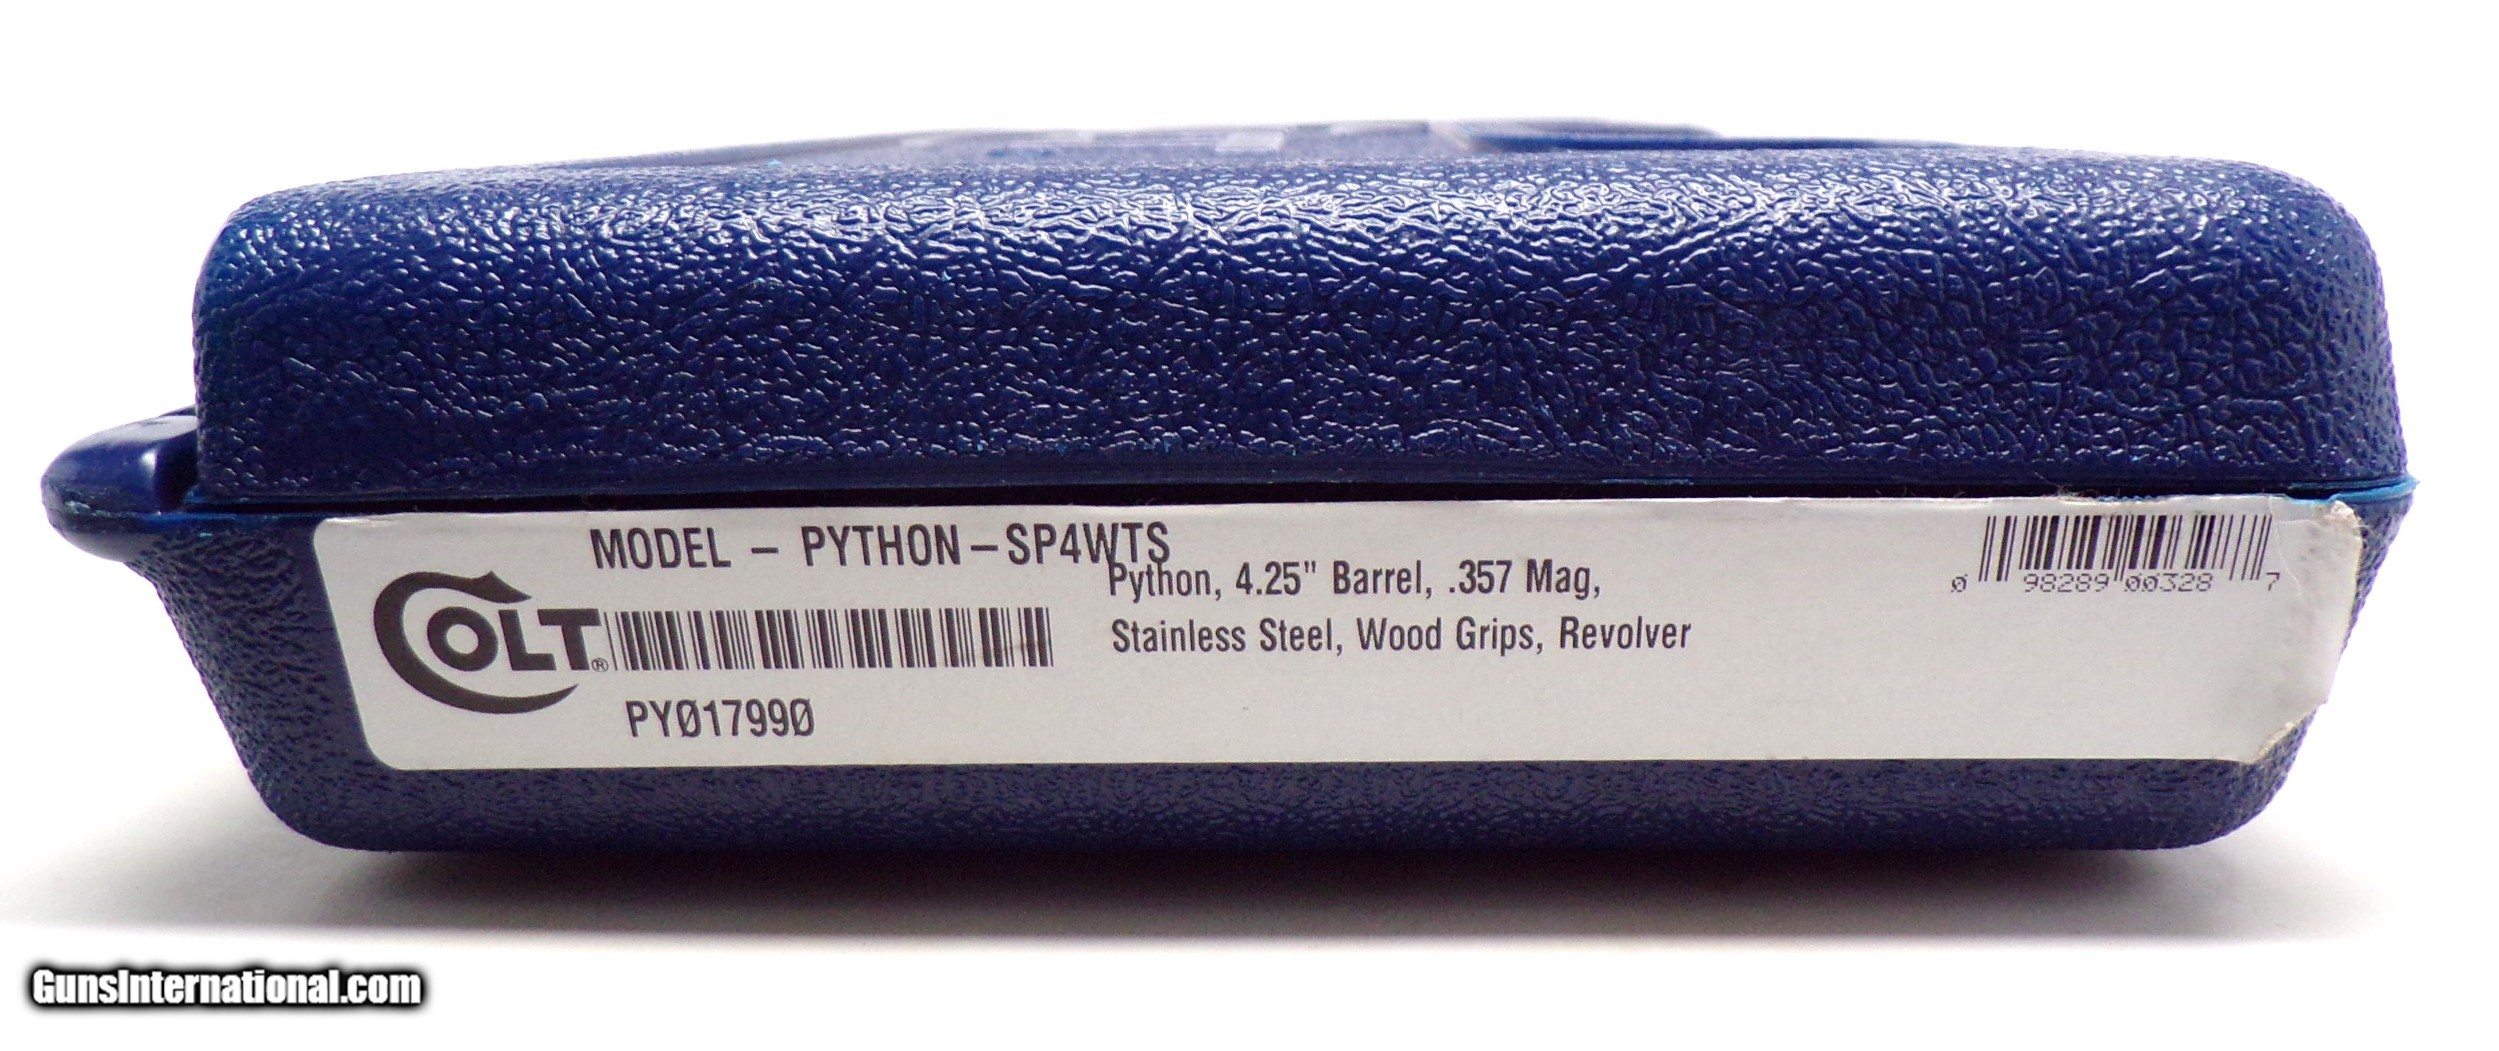 MODEL – PYTHON–SP4WTS
Python, 4.25" Barrel, .357 Mag,
Stainless Steel, Wood Grips, Revolver
COLT®
PYØ1799Ø
0 98289 00328 7
GunsInternational.com